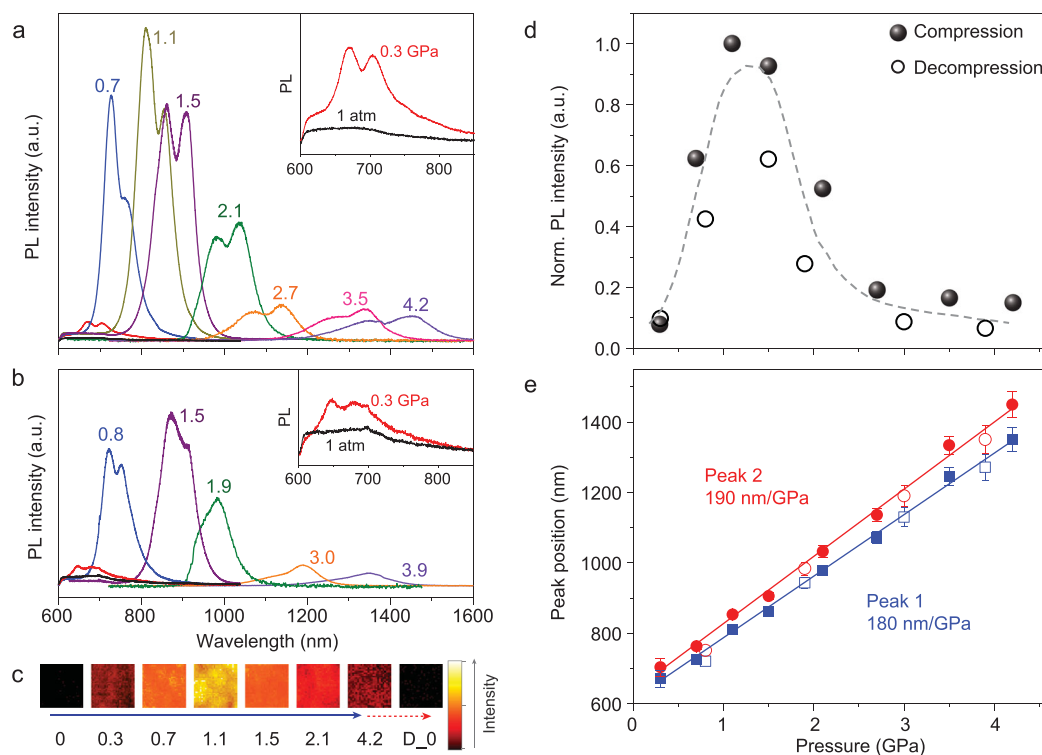 a
PL intensity (a.u.)
0.7
1.1
1.5
2.1
2.7
3.5
4.2
PL
0.3 GPa
1 atm
600
700
800
b
PL intensity (a.u.)
0.8
1.5
1.9
3.0
3.9
PL
0.3 GPa
1 atm
600
700
800
600
800
1000
1200
1400
1600
Wavelength (nm)
c
0
0.3
0.7
1.1
1.5
2.1
4.2
D_0
Intensity
d
Compression
Decompression
Norm. PL intensity (a.u.)
1.0
0.8
0.6
0.4
0.2
0.0
e
Peak position (nm)
1400
1200
1000
800
600
Peak 2
190 nm/GPa
Peak 1
180 nm/GPa
0
1
2
3
4
Pressure (GPa)